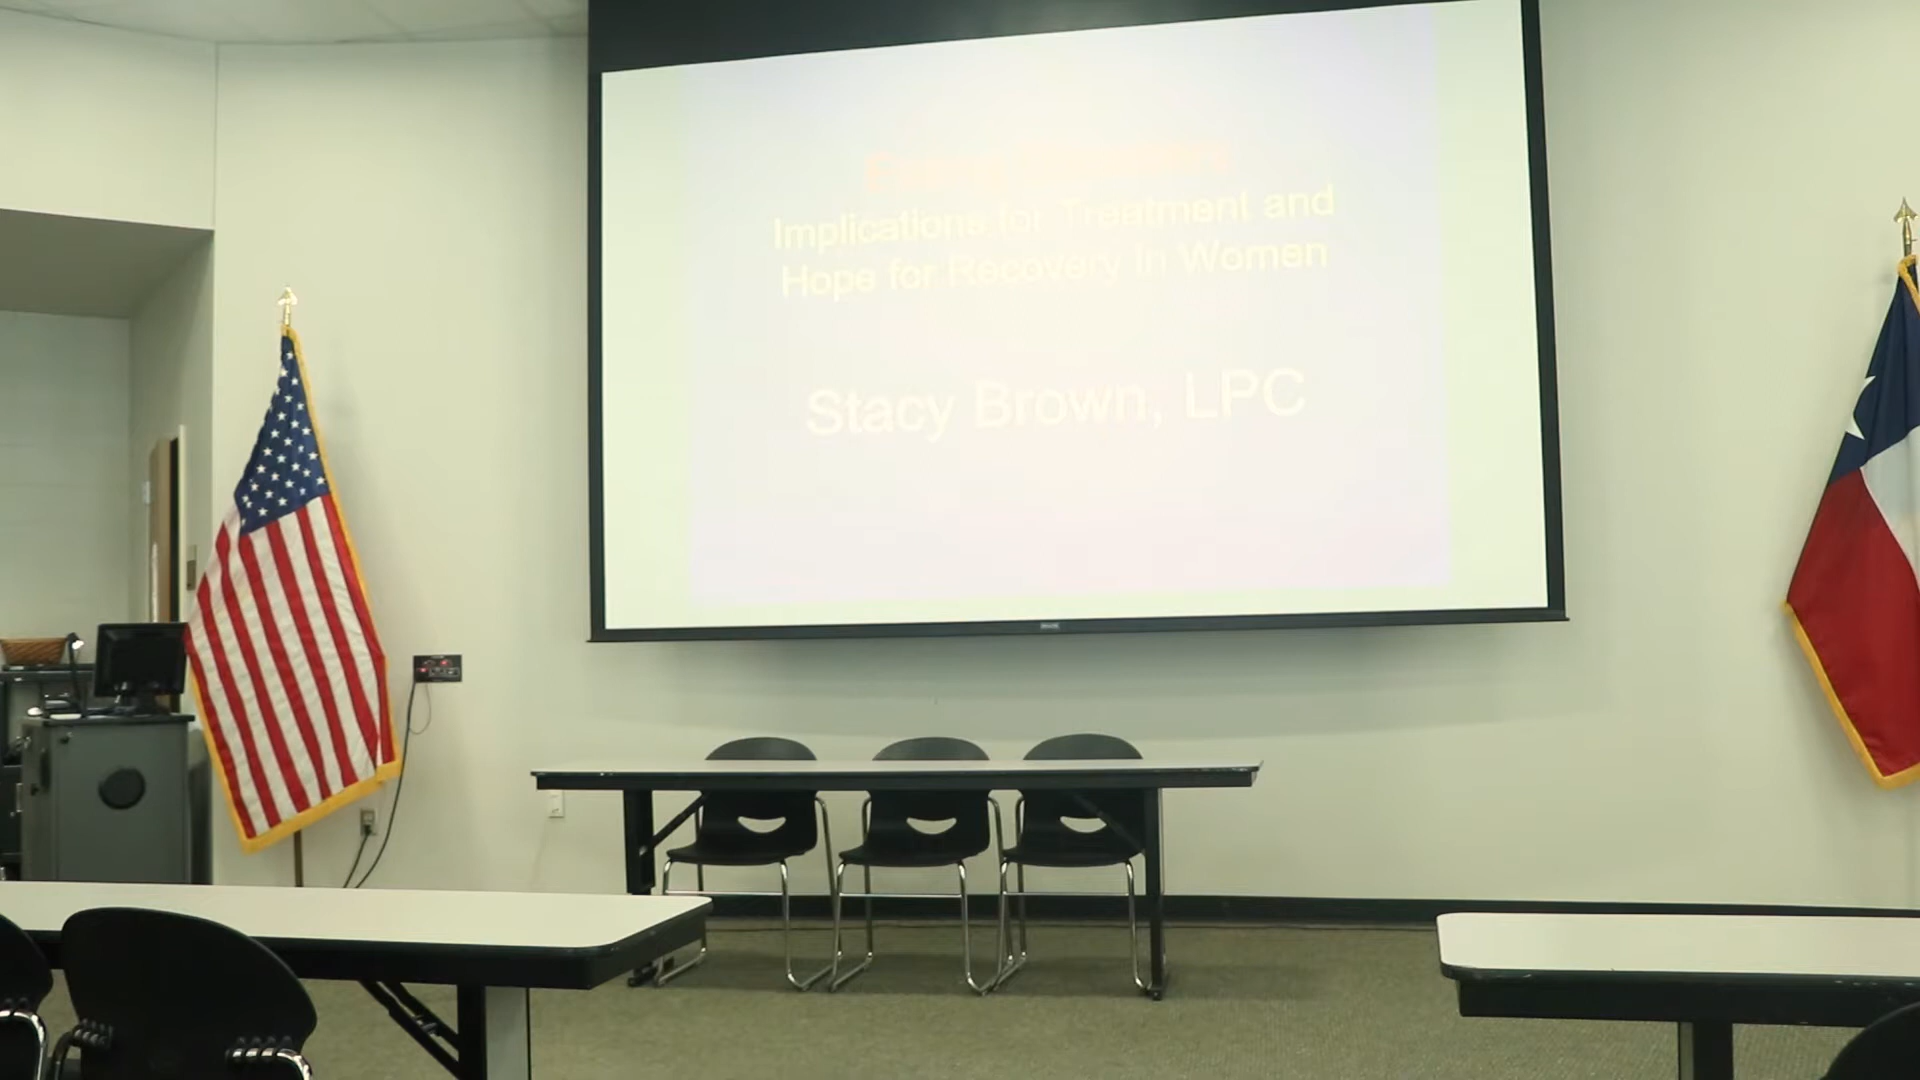 Implications for Treatment and
Hope for Recovery in Women
Stacy Brown, LPC